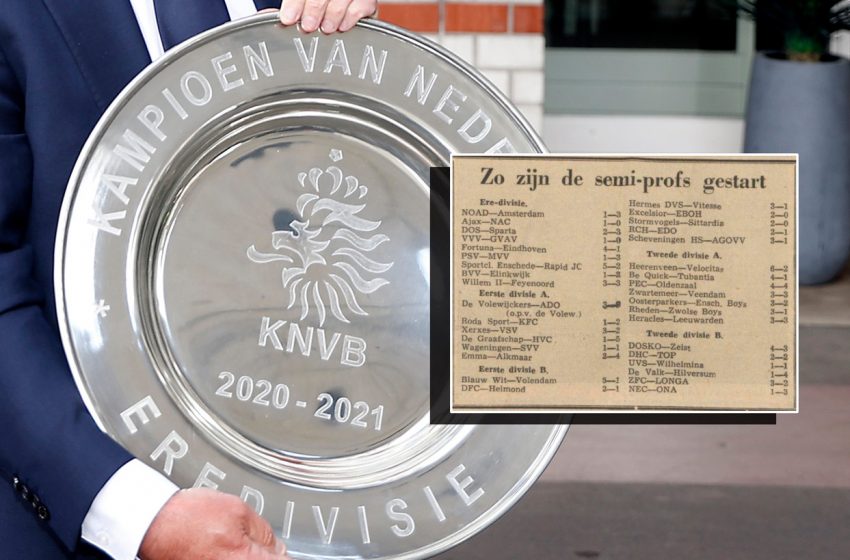 KAMPIOEN VAN NEDE
*
KNVB
2020 - 2021
EREDIVISIE
Zo zijn de semi-profs gestart
Ere-divisie.
NOAD—Amsterdam 1—3
Ajax—NAC 1—0
DOS—Sparta 2—3
VVV—GVAV 1—0
Fortuna—Eindhoven 4—1
PSV—MVV 1—3
Sportcl. Enschede—Rapid JC 5—2
BVV—Elinkwijk 1—3
Willem II—Feyenoord 3—3
Eerste divisie A.
De Volewijckers—ADO
(o.p.v. de Volew.)
Roda Sport—KFC 1—2
Xerxes—VSV 3—2
De Graafschap—HVC 1—5
Wageningen—SVV 1—1
Emma—Alkmaar 2—4
Eerste divisie B.
Blauw Wit—Volendam 5—1
DFC—Helmond 2—1
Hermes DVS—Vitesse 3—1
Excelsior—EBOH 2—0
Stormvogels—Sittardia 2—0
RCH—EDO 2—1
Scheveningen HS—AGOVV 3—1
Tweede divisie A.
Heerenveen—Velocitas 6—2
Be Quick—Tubantia 4—1
PEC—Oldenzaal 4—4
Zwartemeer—Veendam 3—3
Oosterparkers—Ensch. Boys 3—2
Rheden—Zwolse Boys 3—1
Heracles—Leeuwarden 3—3
Tweede divisie B.
DOSKO—Zeist 4—3
DHC—TOP 2—2
UVS—Wilhelmina 1—1
De Valk—Hilversum 1—4
ZFC—LONGA 3—2
NEC—ONA 1—3